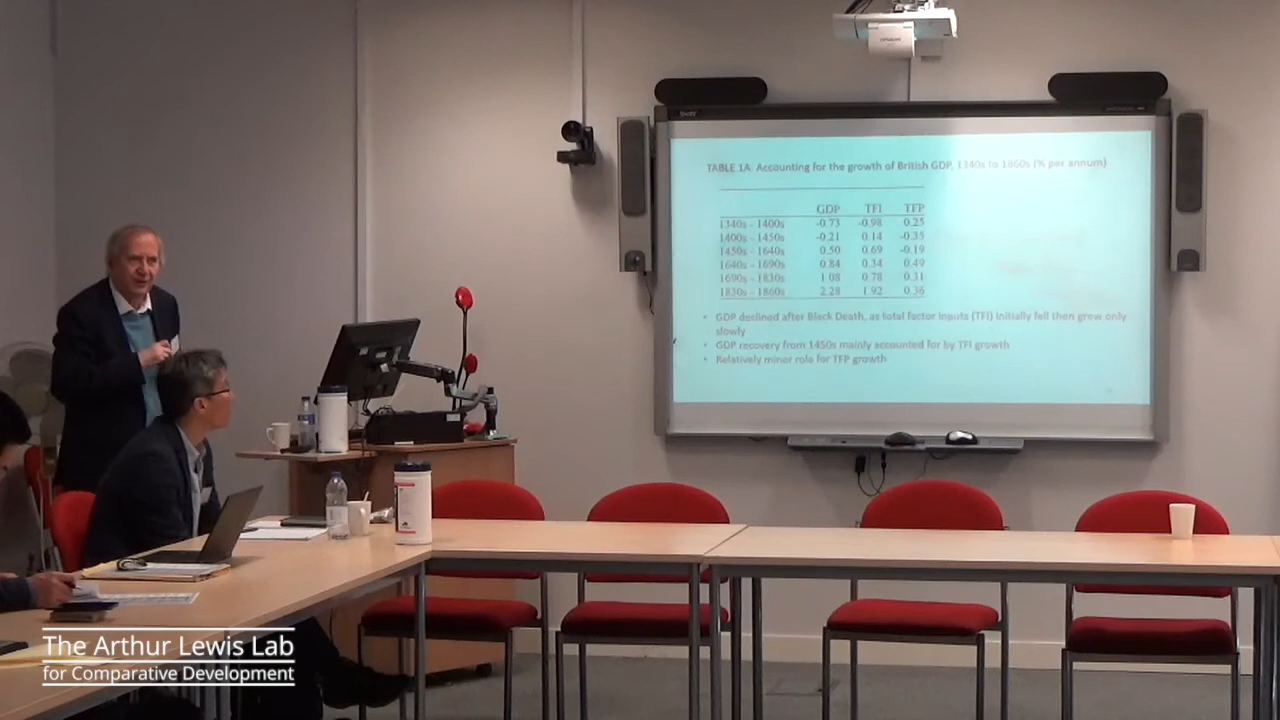 TABLE 1A: Accounting for the growth of British GDP, 1340s to 1860s (% per annum)
GDP TFI TFP
1340s - 1400s -0.73 -0.98 0.25
1400s - 1450s -0.21 0.14 -0.35
1450s - 1640s 0.50 0.69 -0.19
1640s - 1690s 0.84 0.34 0.49
1690s - 1830s 1.08 0.78 0.31
1830s - 1860s 2.28 1.92 0.36
• GDP declined after Black Death, as total factor inputs (TFI) initially fell then grew only
slowly
• GDP recovery from 1450s mainly accounted for by TFI growth
• Relatively minor role for TFP growth
The Arthur Lewis Lab
for Comparative Development